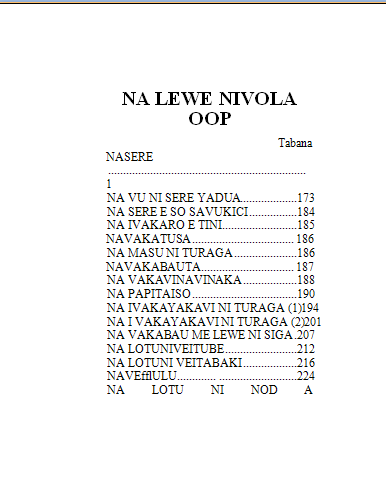 NA LEWE NIVOLA
OOP
Tabana
NASERE
..................................................................
1
NA VU NI SERE YADUA..................173
NA SERE E SO SAVUKICI................184
NA IVAKARO E TINI.........................185
NAVAKATUSA.................................. 186
NA MASU NI TURAGA.....................186
NAVAKABAUTA............................... 187
NA VAKAVINAVINAKA..................188
NA PAPITAISO...................................190
NA IVAKAYAKAVI NI TURAGA (1)194
NA I VAKAYAKAVI NI TURAGA (2)201
NA VAKABAU ME LEWE NI SIGA .207
NA LOTUNIVEITUBE........................212
NA LOTUNI VEITABAKI..................216
NAVEfflULU............. ..........................224
NA LOTU NI NOD A